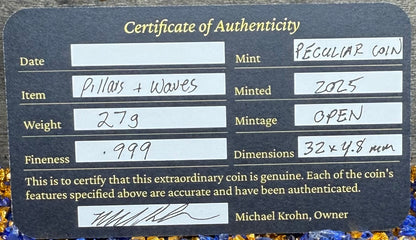 Certificate of Authenticity
Date Mint PECULIAR COIN
Item Pillars + Waves Minted 2025
Weight 27g Mintage OPEN
Fineness .999 Dimensions 32 x 4.8 mm
This is to certify that this extraordinary coin is genuine. Each of the coin's
features specified above are accurate and have been authenticated.
Michael Krohn, Owner